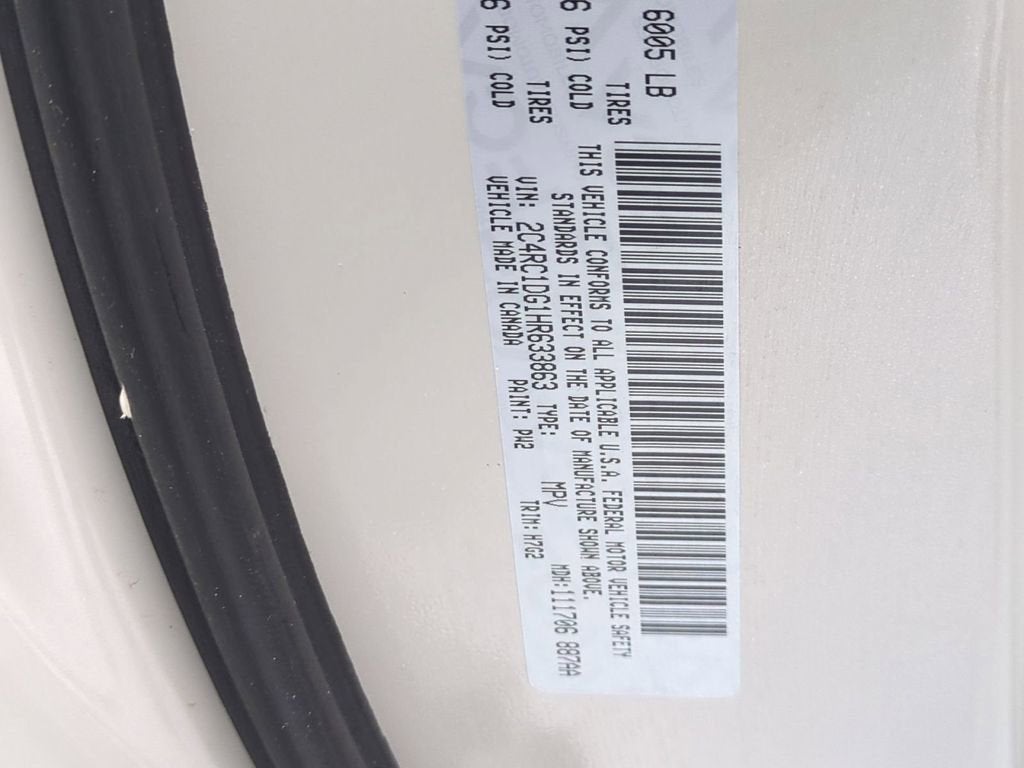 6005 LB
TIRES
6 PSI) COLD
TIRES
6 PSI) COLD
THIS VEHICLE CONFORMS TO ALL APPLICABLE U.S.A. FEDERAL MOTOR VEHICLE SAFETY
STANDARDS IN EFFECT ON THE DATE OF MANUFACTURE SHOWN ABOVE.
VIN: 2C4RC1DG1HR633863 TYPE: MPV MDH:111706 887AA
VEHICLE MADE IN CANADA PAINT: PW2 TRIM: H7G2